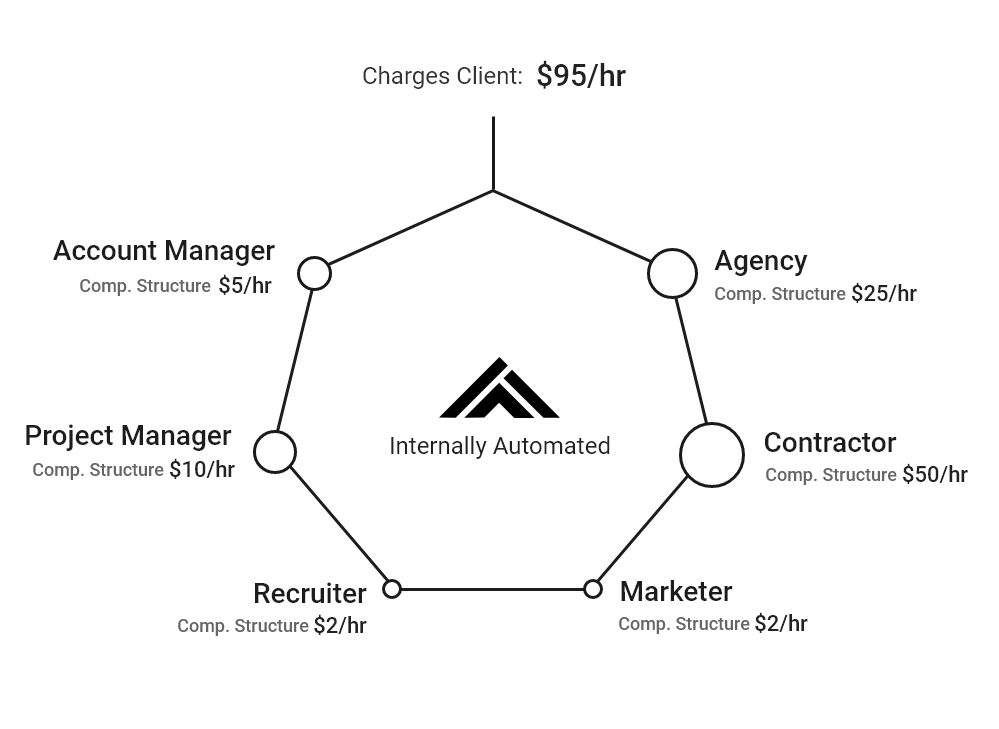 Charges Client: $95/hr
Account Manager
Comp. Structure $5/hr
Agency
Comp. Structure $25/hr
Internally Automated
Project Manager
Comp. Structure $10/hr
Contractor
Comp. Structure $50/hr
Recruiter
Comp. Structure $2/hr
Marketer
Comp. Structure $2/hr